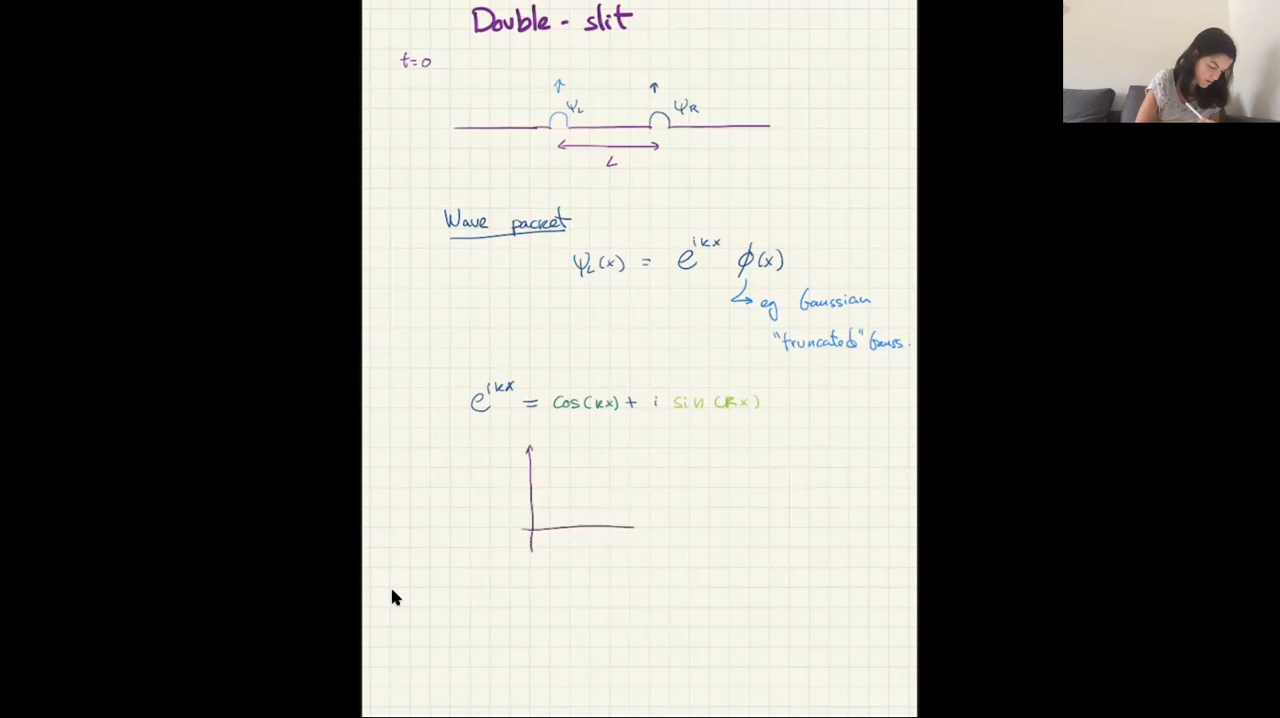 Double - slit
t=0
ψL ψR
L
Wave packet
ψL(x) = e^{ikx} ϕ(x)
eg Gaussian
"truncated" Gauss.
e^{ikx} = cos(kx) + i sin(kx)